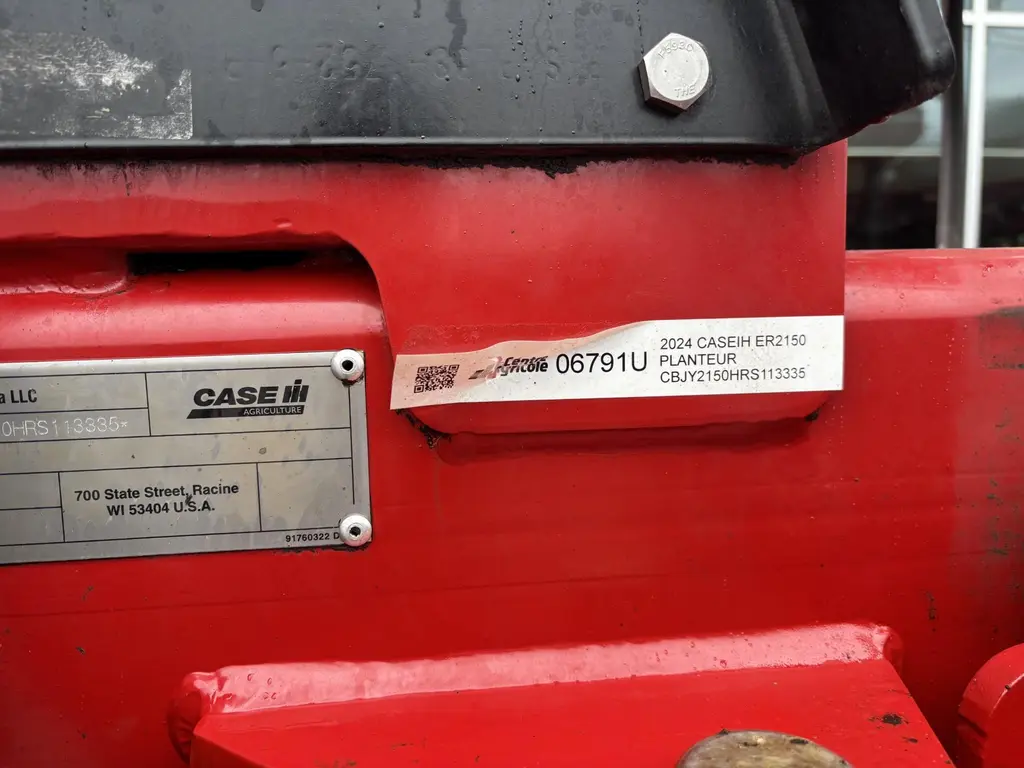 a LLC
CASE IH
AGRICULTURE
0HRS113335*
700 State Street, Racine
WI 53404 U.S.A.
91760322 D
Centre
Agricole
06791U
2024 CASEIH ER2150
PLANTEUR
CBJY2150HRS113335
THE